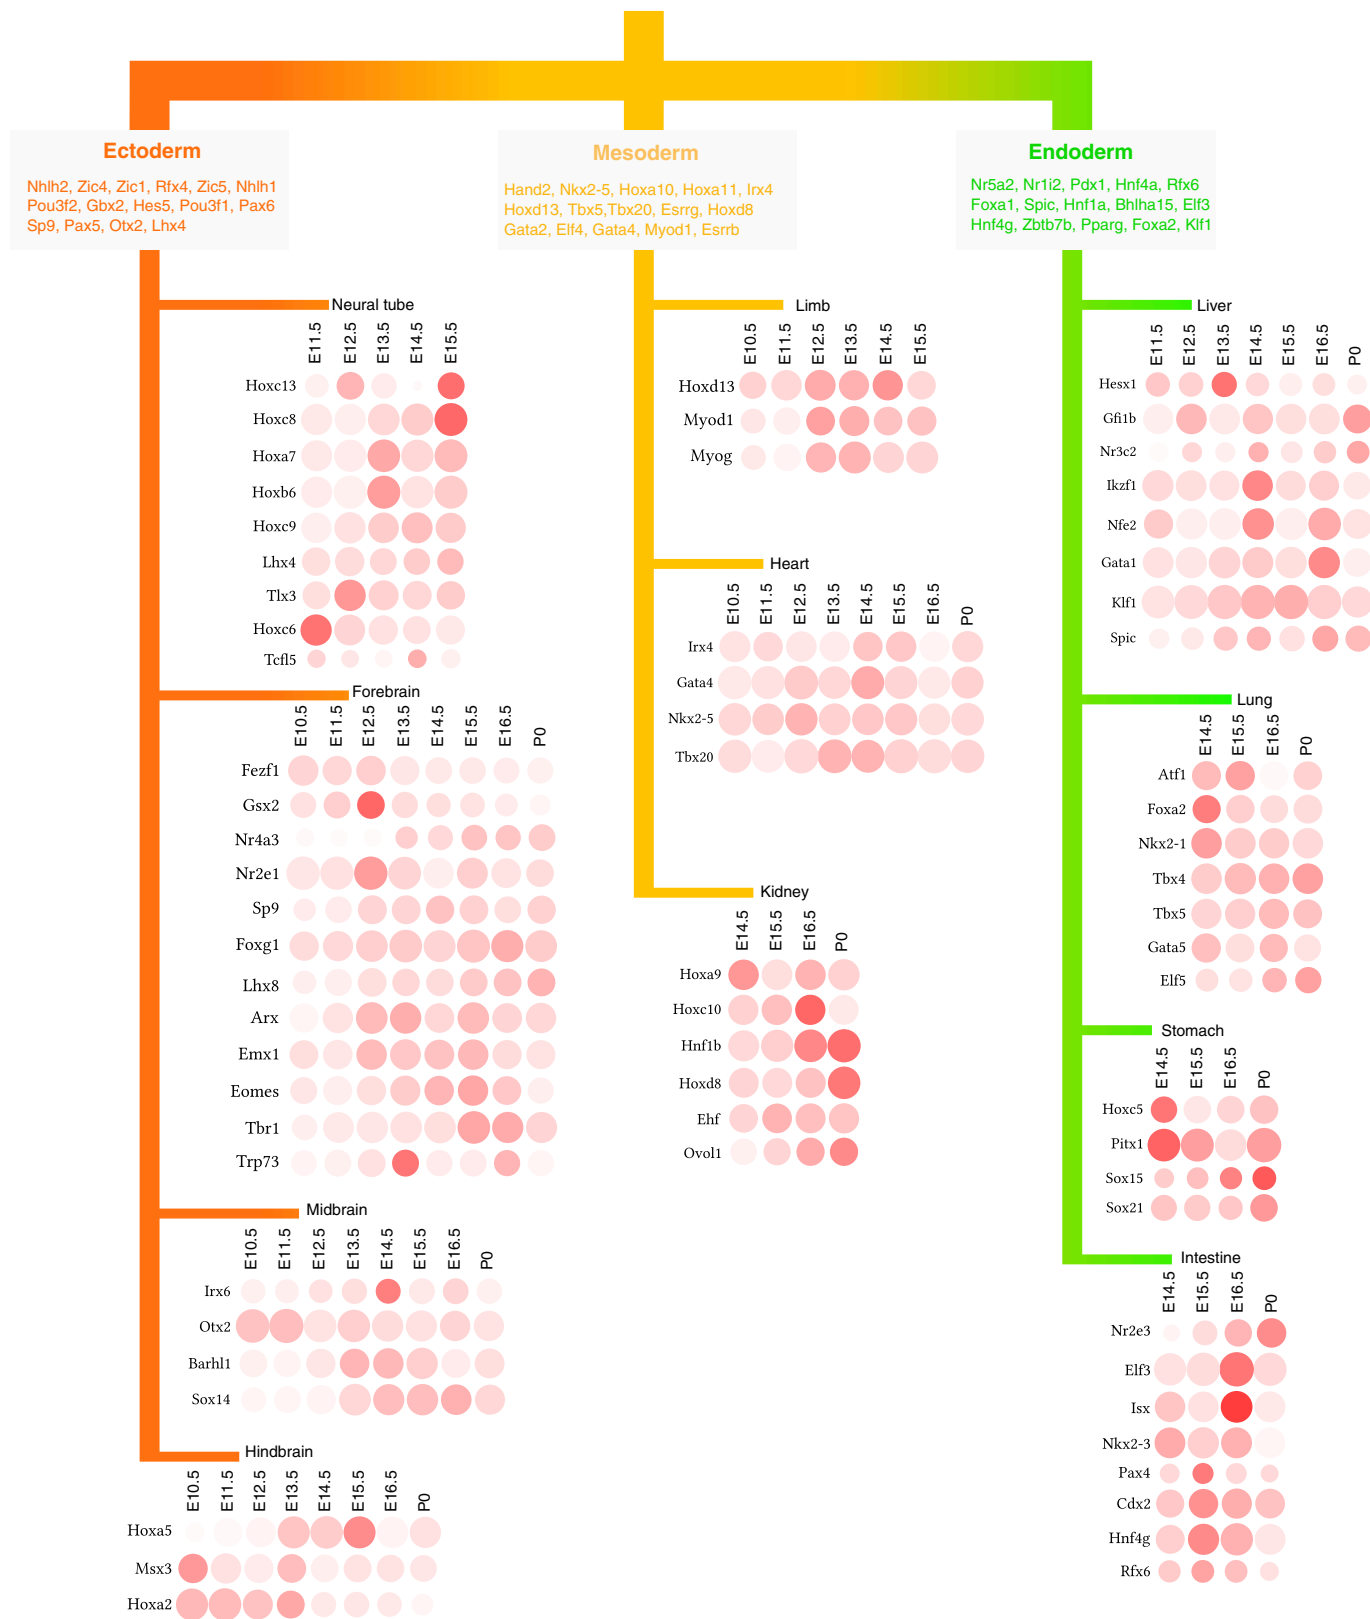 Ectoderm
Nhlh2, Zic4, Zic1, Rfx4, Zic5, Nhlh1
Pou3f2, Gbx2, Hes5, Pou3f1, Pax6
Sp9, Pax5, Otx2, Lhx4
Neural tube
E11.5 E12.5 E13.5 E14.5 E15.5
Hoxc13
Hoxc8
Hoxa7
Hoxb6
Hoxc9
Lhx4
Tlx3
Hoxc6
Tcfl5
Forebrain
E10.5 E11.5 E12.5 E13.5 E14.5 E15.5 E16.5 P0
Fezf1
Gsx2
Nr4a3
Nr2e1
Sp9
Foxg1
Lhx8
Arx
Emx1
Eomes
Tbr1
Trp73
Midbrain
E10.5 E11.5 E12.5 E13.5 E14.5 E15.5 E16.5 P0
Irx6
Otx2
Barhl1
Sox14
Hindbrain
E10.5 E11.5 E12.5 E13.5 E14.5 E15.5 E16.5 P0
Hoxa5
Msx3
Hoxa2
Mesoderm
Hand2, Nkx2-5, Hoxa10, Hoxa11, Irx4
Hoxd13, Tbx5,Tbx20, Esrrg, Hoxd8
Gata2, Elf4, Gata4, Myod1, Esrrb
Limb
E10.5 E11.5 E12.5 E13.5 E14.5 E15.5
Hoxd13
Myod1
Myog
Heart
E10.5 E11.5 E12.5 E13.5 E14.5 E15.5 E16.5 P0
Irx4
Gata4
Nkx2-5
Tbx20
Kidney
E14.5 E15.5 E16.5 P0
Hoxa9
Hoxc10
Hnf1b
Hoxd8
Ehf
Ovol1
Endoderm
Nr5a2, Nr1i2, Pdx1, Hnf4a, Rfx6
Foxa1, Spic, Hnf1a, Bhlha15, Elf3
Hnf4g, Zbtb7b, Pparg, Foxa2, Klf1
Liver
E11.5 E12.5 E13.5 E14.5 E15.5 E16.5 P0
Hesx1
Gfi1b
Nr3c2
Ikzf1
Nfe2
Gata1
Klf1
Spic
Lung
E14.5 E15.5 E16.5 P0
Atf1
Foxa2
Nkx2-1
Tbx4
Tbx5
Gata5
Elf5
Stomach
E14.5 E15.5 E16.5 P0
Hoxc5
Pitx1
Sox15
Sox21
Intestine
E14.5 E15.5 E16.5 P0
Nr2e3
Elf3
Isx
Nkx2-3
Pax4
Cdx2
Hnf4g
Rfx6